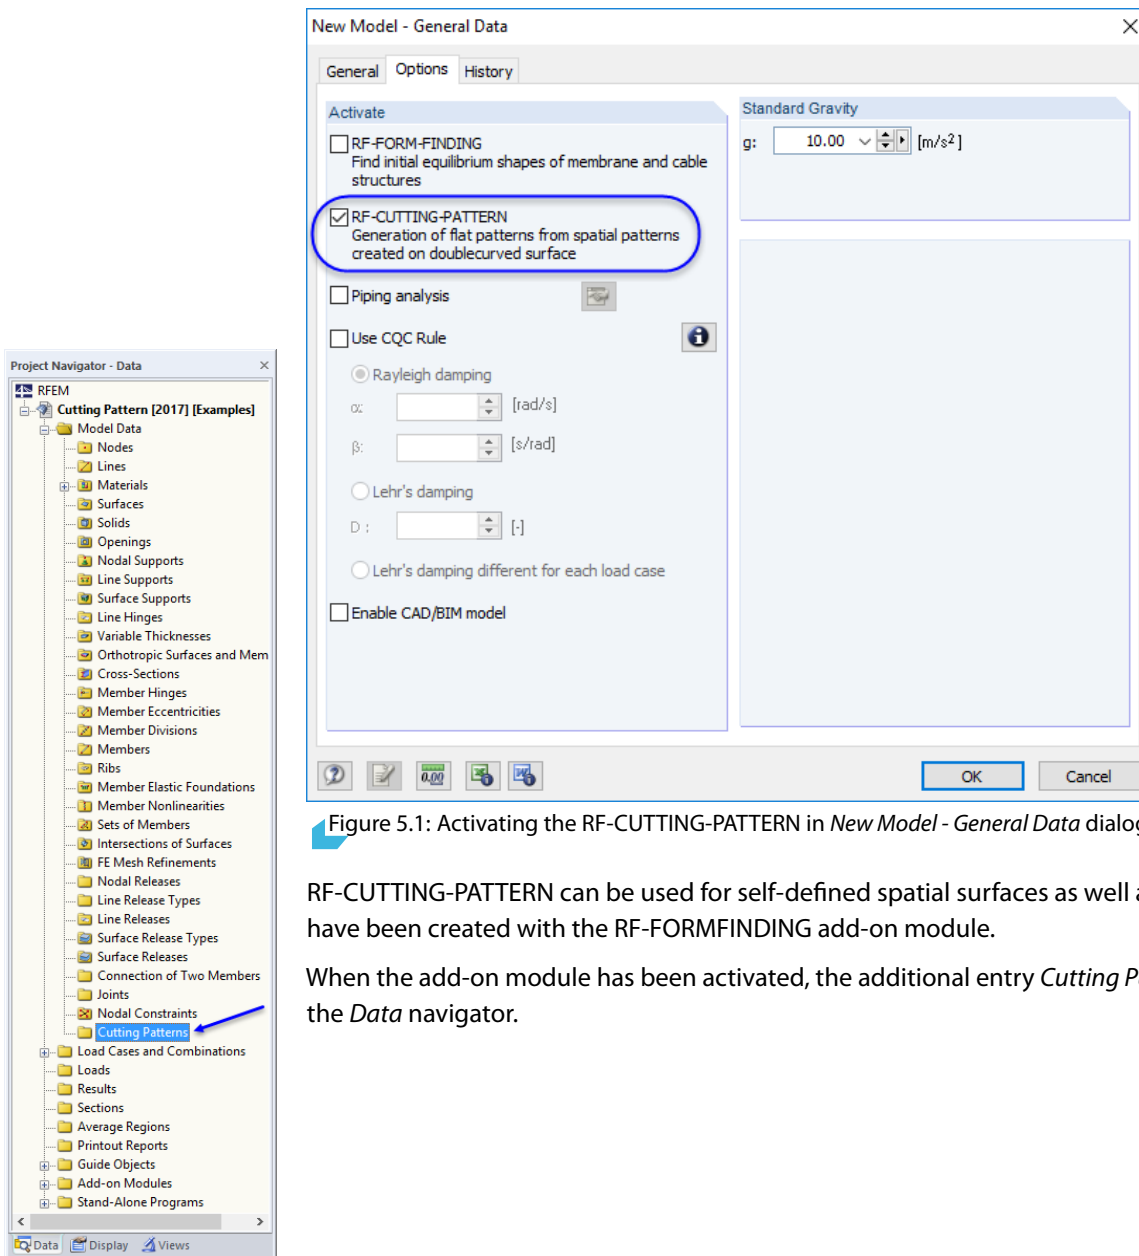 New Model - General Data
General Options History
Activate
RF-FORM-FINDING
Find initial equilibrium shapes of membrane and cable
structures
RF-CUTTING-PATTERN
Generation of flat patterns from spatial patterns
created on doublecurved surface
Piping analysis
Use CQC Rule
Rayleigh damping
α: [rad/s]
β: [s/rad]
Lehr's damping
D : [-]
Lehr's damping different for each load case
Enable CAD/BIM model
Standard Gravity
g: 10.00 [m/s²]
0.00
OK Cancel
Project Navigator - Data
RFEM
Cutting Pattern [2017] [Examples]
Model Data
Nodes
Lines
Materials
Surfaces
Solids
Openings
Nodal Supports
Line Supports
Surface Supports
Line Hinges
Variable Thicknesses
Orthotropic Surfaces and Mem
Cross-Sections
Member Hinges
Member Eccentricities
Member Divisions
Members
Ribs
Member Elastic Foundations
Member Nonlinearities
Sets of Members
Intersections of Surfaces
FE Mesh Refinements
Nodal Releases
Line Release Types
Line Releases
Surface Release Types
Surface Releases
Connection of Two Members
Joints
Nodal Constraints
Cutting Patterns
Load Cases and Combinations
Loads
Results
Sections
Average Regions
Printout Reports
Guide Objects
Add-on Modules
Stand-Alone Programs
Data Display Views
Figure 5.1: Activating the RF-CUTTING-PATTERN in New Model - General Data dialog
RF-CUTTING-PATTERN can be used for self-defined spatial surfaces as well a
have been created with the RF-FORMFINDING add-on module.
When the add-on module has been activated, the additional entry Cutting P
the Data navigator.